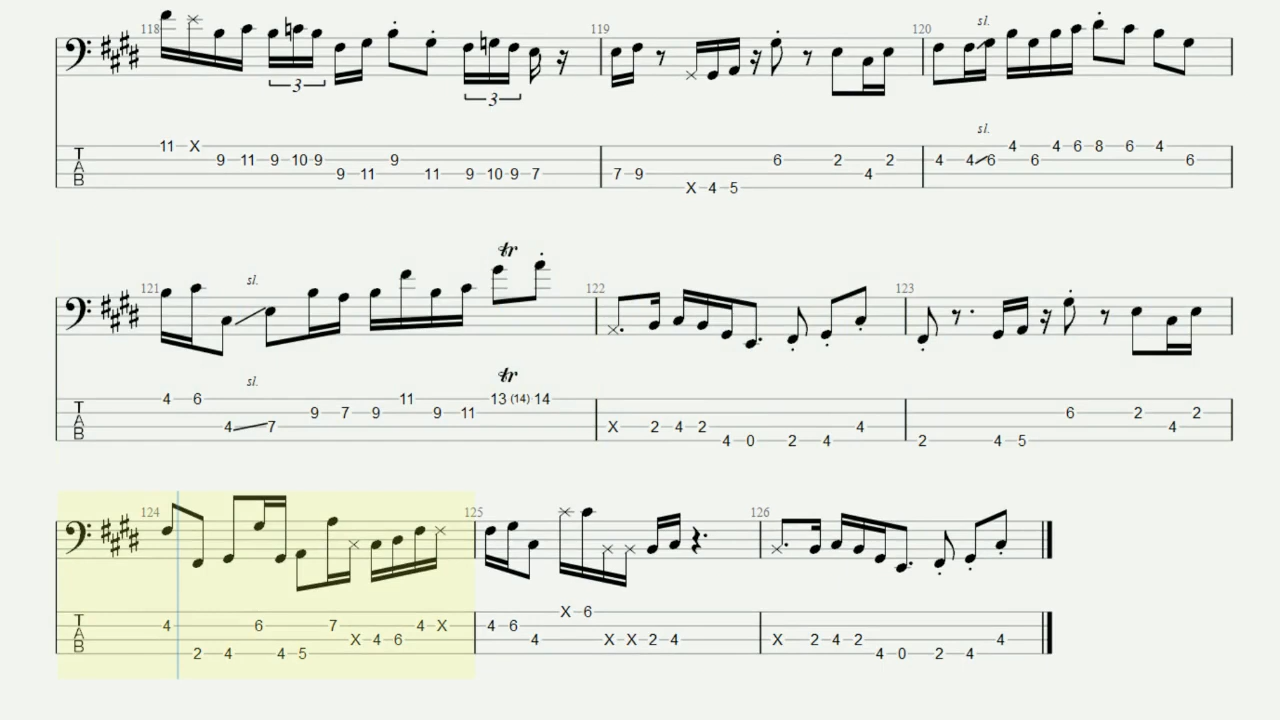 118 119 120 sl.
3 3
sl.
11 X 4 4 6 8 6 4
T 9 11 9 10 9 9 6 2 2 4 4 6 6 6
A 9 11 11 9 10 9 7 7 9 4
B X 4 5
121 sl. tr 122 123
sl. tr
4 6 11 13 (14) 14
T 9 7 9 9 11 6 2 2
A 4 7 X 2 4 2 4 4
B 4 0 2 4 2 4 5
124 125 126
X 6
T 4 6 7 4 X 4 6
A X 4 6 4 X X 2 4 X 2 4 2 4
B 2 4 4 5 4 0 2 4